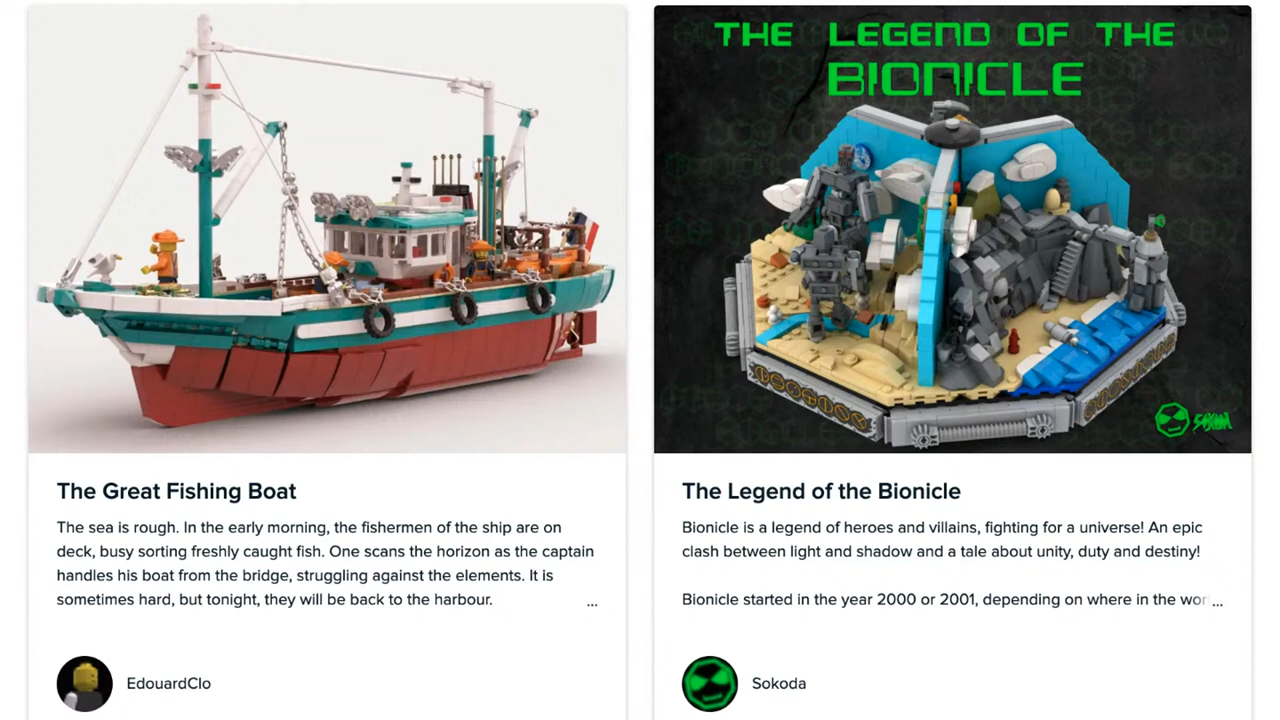 The Great Fishing Boat
The sea is rough. In the early morning, the fishermen of the ship are on
deck, busy sorting freshly caught fish. One scans the horizon as the captain
handles his boat from the bridge, struggling against the elements. It is
sometimes hard, but tonight, they will be back to the harbour.
...
EdouardClo
THE LEGEND OF THE
BIONICLE
SOKODA
The Legend of the Bionicle
Bionicle is a legend of heroes and villains, fighting for a universe! An epic
clash between light and shadow and a tale about unity, duty and destiny!
Bionicle started in the year 2000 or 2001, depending on where in the wor...
Sokoda